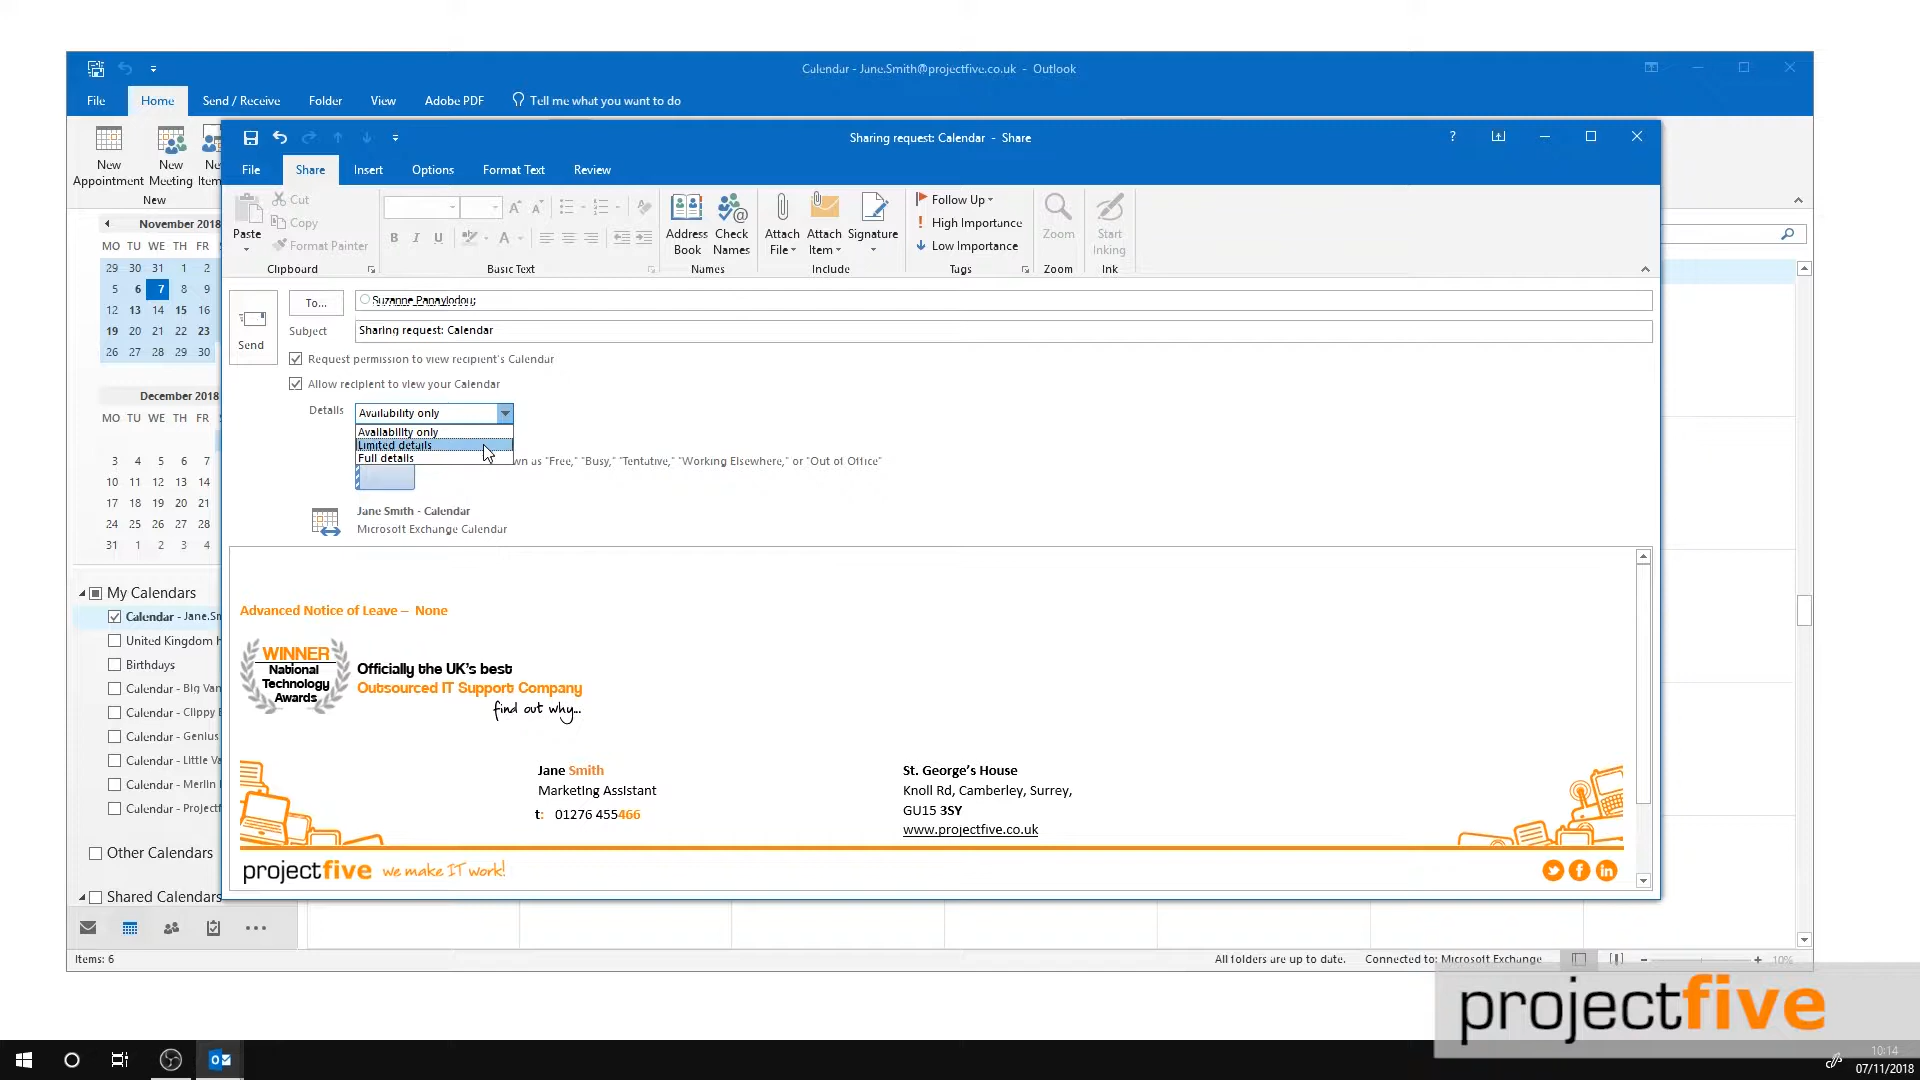 Calendar - Jane.Smith@projectfive.co.uk - Outlook
File Home Send / Receive Folder View Adobe PDF Tell me what you want to do
Sharing request: Calendar - Share
?
File Share Insert Options Format Text Review
New Appointment
New Meeting
New
New
Paste
Cut
Copy
Format Painter
Clipboard
B I U
Basic Text
Address Book
Check Names
Names
Attach File
Attach Item
Signature
Include
Follow Up
High Importance
Low Importance
Tags
Zoom
Zoom
Start Inking
Ink
November 2018
MO TU WE TH FR
29 30 31 1 2
5 6 7 8 9
12 13 14 15 16
19 20 21 22 23
26 27 28 29 30
December 2018
MO TU WE TH FR
3 4 5 6 7
10 11 12 13 14
17 18 19 20 21
24 25 26 27 28
31 1 2 3 4
My Calendars
Calendar - Jane.Sm
United Kingdom h
Birthdays
Calendar - Big Van
Calendar - Clippy
Calendar - Genius
Calendar - Little Va
Calendar - Merlin
Calendar - Projectf
Other Calendars
Shared Calendars
Send
To... Suzanne Panayiodou;
Subject Sharing request: Calendar
Request permission to view recipient's Calendar
Allow recipient to view your Calendar
Details Availability only
Availability only
Limited details
Full details
wn as "Free," "Busy," "Tentative," "Working Elsewhere," or "Out of Office"
Jane Smith - Calendar
Microsoft Exchange Calendar
Advanced Notice of Leave – None
WINNER
National
Technology
Awards
Officially the UK's best
Outsourced IT Support Company
find out why...
Jane Smith
Marketing Assistant
t: 01276 455466
St. George's House
Knoll Rd, Camberley, Surrey,
GU15 3SY
www.projectfive.co.uk
projectfive we make IT work!
Items: 6
All folders are up to date. Connected to: Microsoft Exchange
10%
projectfive
10:14
07/11/2018